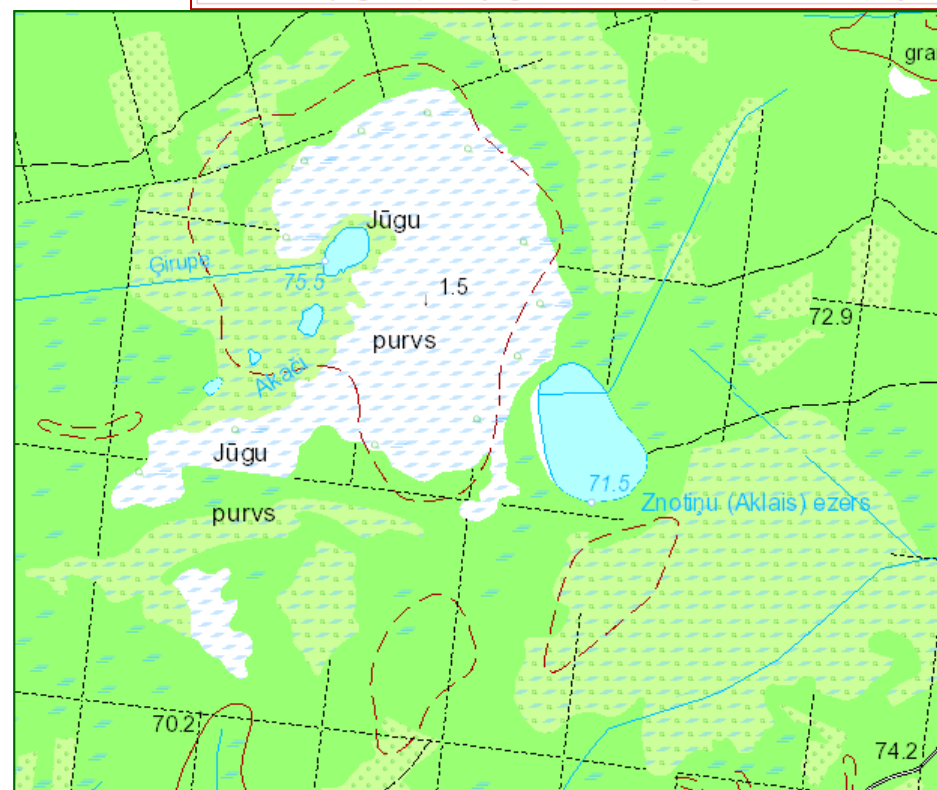 gra
Jūgu
Ģirupe
75.5
1.5
72.9
purvs
Akači
Jūgu
71.5
Znotiņu (Aklais) ezers
purvs
70.2
74.2